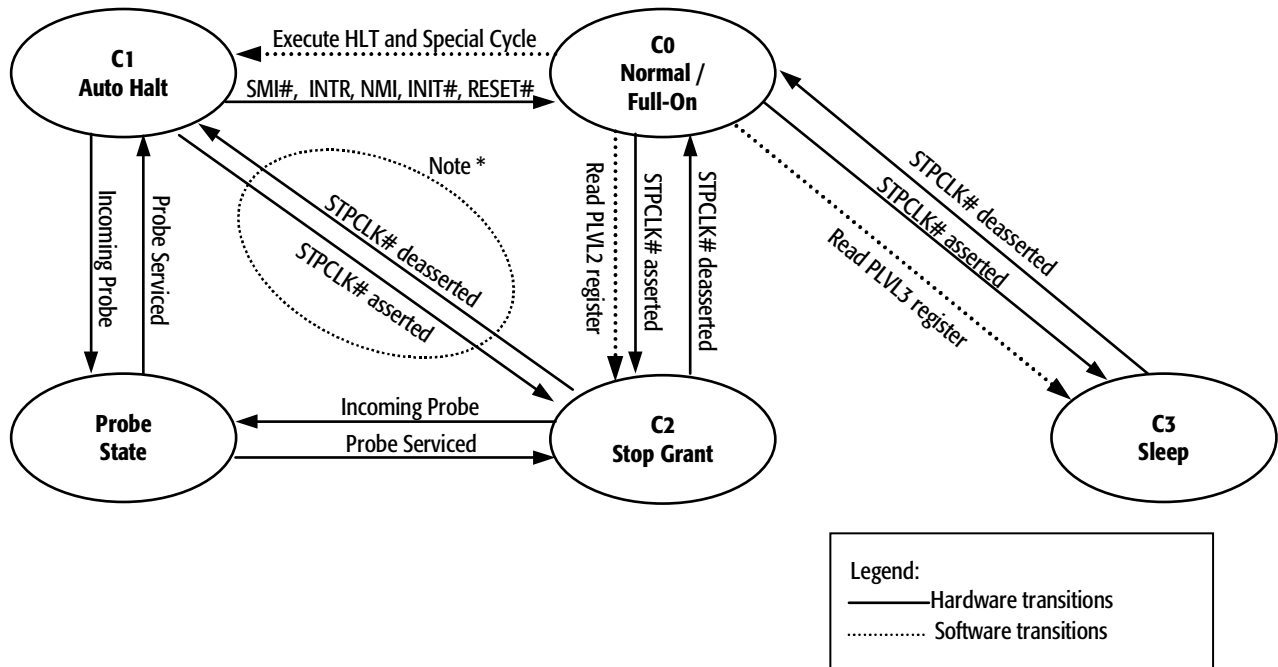 Execute HLT and Special Cycle
C1
Auto Halt
C0
Normal /
Full-On
SMI#, INTR, NMI, INIT#, RESET#
Note *
STPCLK# deasserted
STPCLK# asserted
Incoming Probe
Probe Serviced
Read PLVL2 register
STPCLK# asserted
STPCLK# deasserted
STPCLK# deasserted
STPCLK# asserted
Read PLVL3 register
Probe
State
Incoming Probe
Probe Serviced
C2
Stop Grant
C3
Sleep
Legend:
Hardware transitions
Software transitions